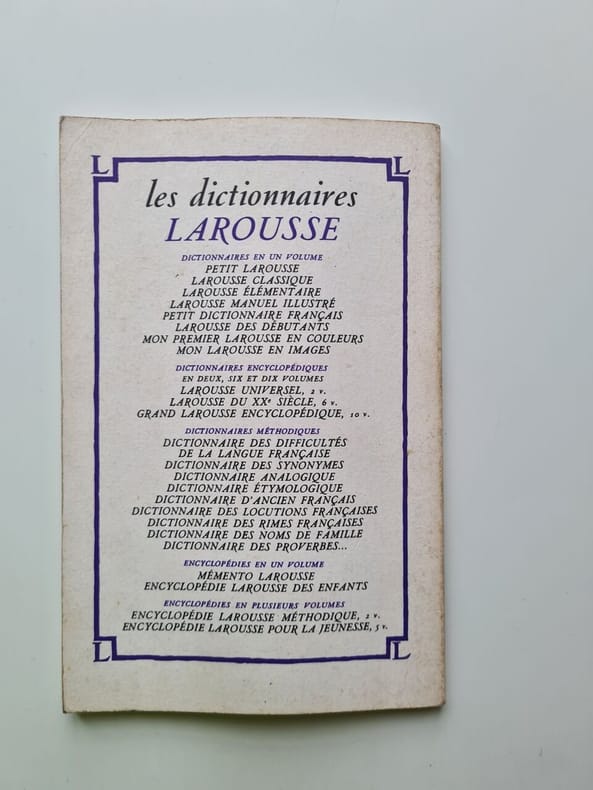 L L
les dictionnaires
LAROUSSE
DICTIONNAIRES EN UN VOLUME
PETIT LAROUSSE
LAROUSSE CLASSIQUE
LAROUSSE ÉLÉMENTAIRE
LAROUSSE MANUEL ILLUSTRÉ
PETIT DICTIONNAIRE FRANÇAIS
LAROUSSE DES DÉBUTANTS
MON PREMIER LAROUSSE EN COULEURS
MON LAROUSSE EN IMAGES
DICTIONNAIRES ENCYCLOPÉDIQUES
EN DEUX, SIX ET DIX VOLUMES
LAROUSSE UNIVERSEL, 2 v.
LAROUSSE DU XXe SIÈCLE, 6 v.
GRAND LAROUSSE ENCYCLOPÉDIQUE, 10 v.
DICTIONNAIRES MÉTHODIQUES
DICTIONNAIRE DES DIFFICULTÉS
DE LA LANGUE FRANÇAISE
DICTIONNAIRE DES SYNONYMES
DICTIONNAIRE ANALOGIQUE
DICTIONNAIRE ÉTYMOLOGIQUE
DICTIONNAIRE D'ANCIEN FRANÇAIS
DICTIONNAIRE DES LOCUTIONS FRANÇAISES
DICTIONNAIRE DES RIMES FRANÇAISES
DICTIONNAIRE DES NOMS DE FAMILLE
DICTIONNAIRE DES PROVERBES...
ENCYCLOPÉDIES EN UN VOLUME
MÉMENTO LAROUSSE
ENCYCLOPÉDIE LAROUSSE DES ENFANTS
ENCYCLOPÉDIES EN PLUSIEURS VOLUMES
ENCYCLOPÉDIE LAROUSSE MÉTHODIQUE, 2 v.
ENCYCLOPÉDIE LAROUSSE POUR LA JEUNESSE, 5 v.
L L